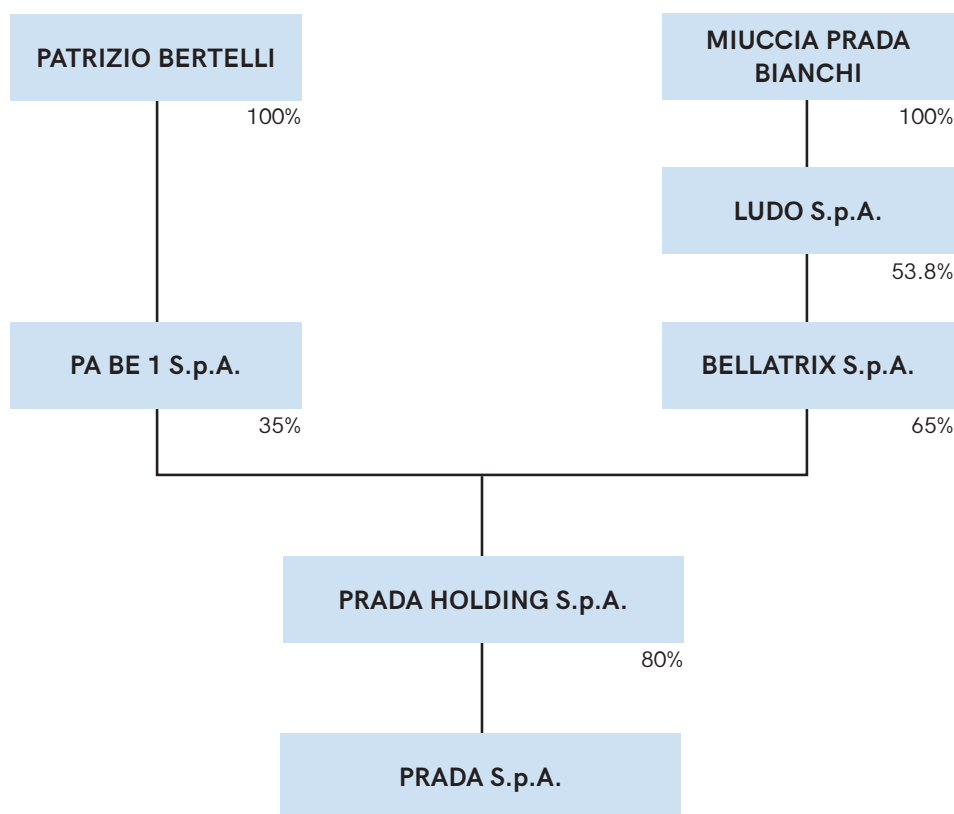 PATRIZIO BERTELLI
MIUCCIA PRADA
BIANCHI
100%
100%
LUDO S.p.A.
53.8%
PA BE 1 S.p.A.
BELLATRIX S.p.A.
35%
65%
PRADA HOLDING S.p.A.
80%
PRADA S.p.A.